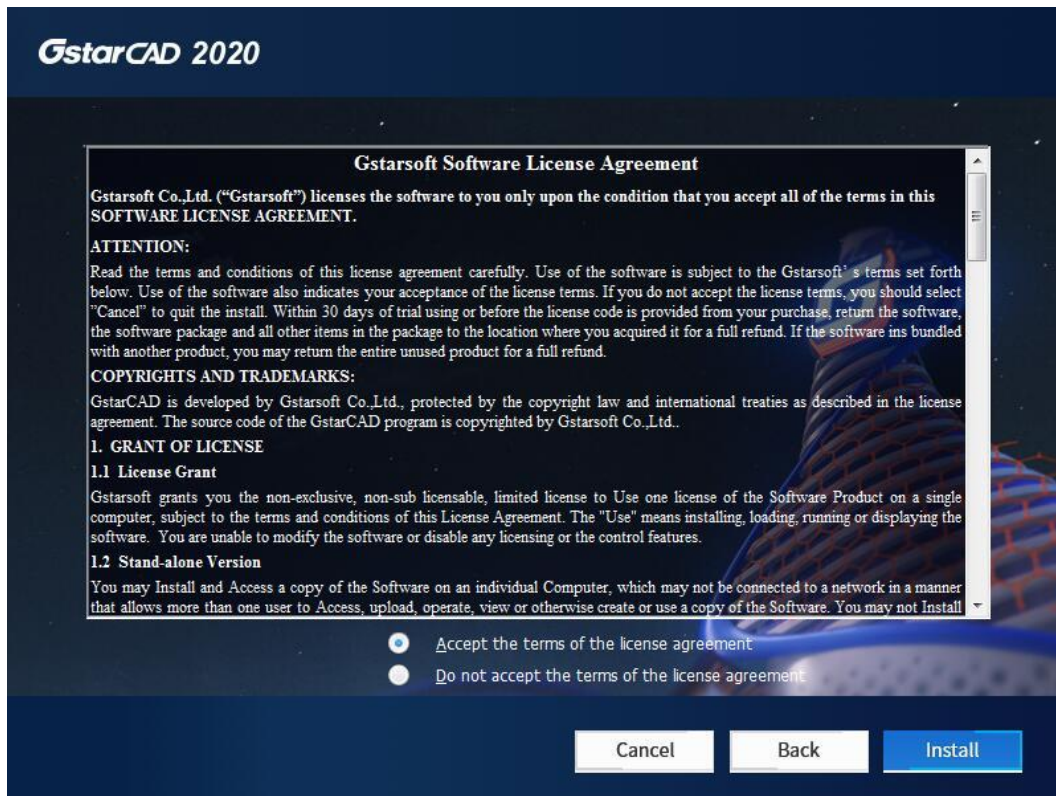 GstarCAD 2020
Gstarsoft Software License Agreement
Gstarsoft Co.,Ltd. (“Gstarsoft”) licenses the software to you only upon the condition that you accept all of the terms in this
SOFTWARE LICENSE AGREEMENT.
ATTENTION:
Read the terms and conditions of this license agreement carefully. Use of the software is subject to the Gstarsoft’ s terms set forth
below. Use of the software also indicates your acceptance of the license terms. If you do not accept the license terms, you should select
”Cancel” to quit the install. Within 30 days of trial using or before the license code is provided from your purchase, return the software,
the software package and all other items in the package to the location where you acquired it for a full refund. If the software ins bundled
with another product, you may return the entire unused product for a full refund.
COPYRIGHTS AND TRADEMARKS:
GstarCAD is developed by Gstarsoft Co.,Ltd., protected by the copyright law and international treaties as described in the license
agreement. The source code of the GstarCAD program is copyrighted by Gstarsoft Co.,Ltd..
1. GRANT OF LICENSE
1.1 License Grant
Gstarsoft grants you the non-exclusive, non-sub licensable, limited license to Use one license of the Software Product on a single
computer, subject to the terms and conditions of this License Agreement. The "Use" means installing, loading, running or displaying the
software. You are unable to modify the software or disable any licensing or the control features.
1.2 Stand-alone Version
You may Install and Access a copy of the Software on an individual Computer, which may not be connected to a network in a manner
that allows more than one user to Access, upload, operate, view or otherwise create or use a copy of the Software. You may not Install
Accept the terms of the license agreement
Do not accept the terms of the license agreement
Cancel
Back
Install